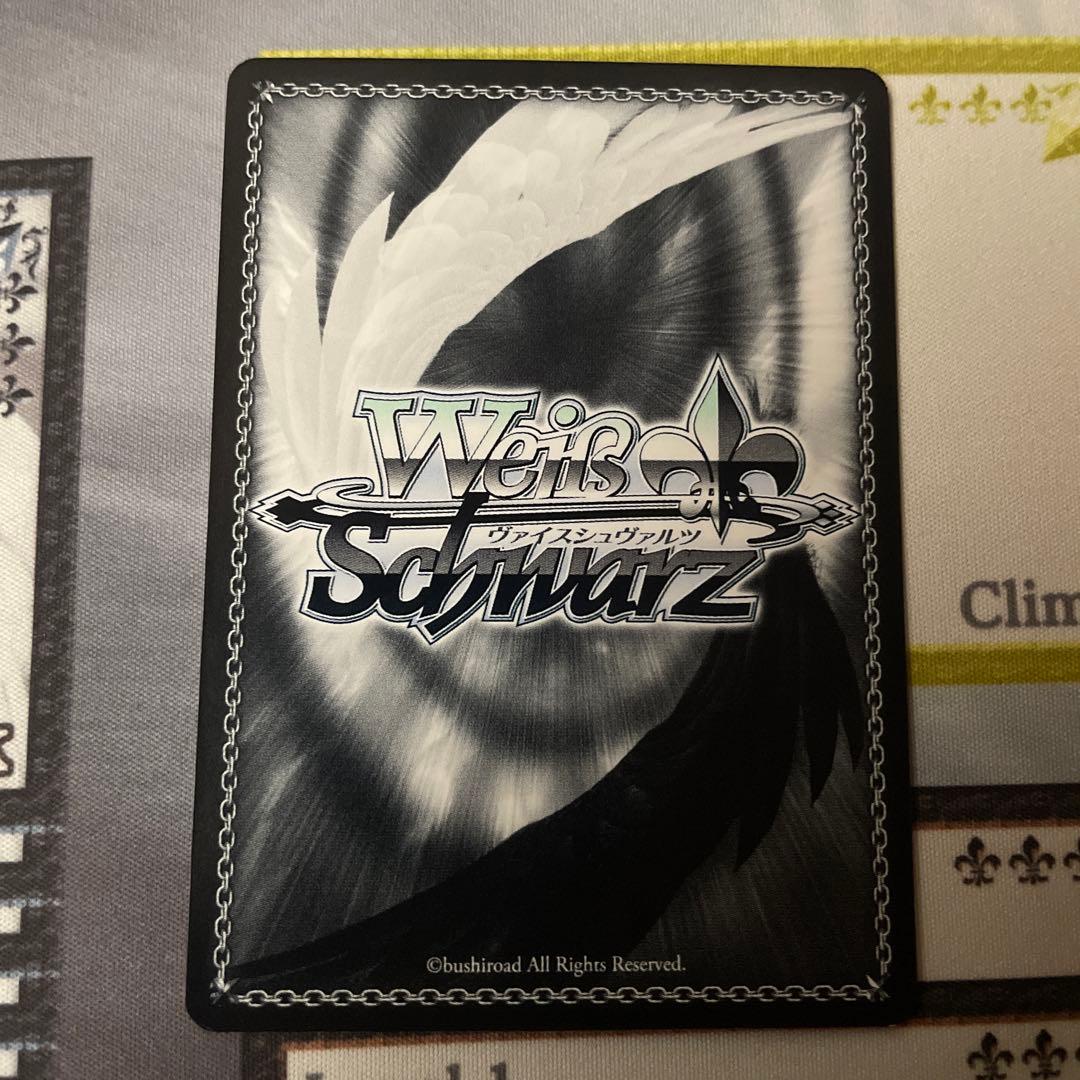 Weiß
ヴァイスシュヴァルツ
Schwarz
Clim
©bushiroad All Rights Reserved.